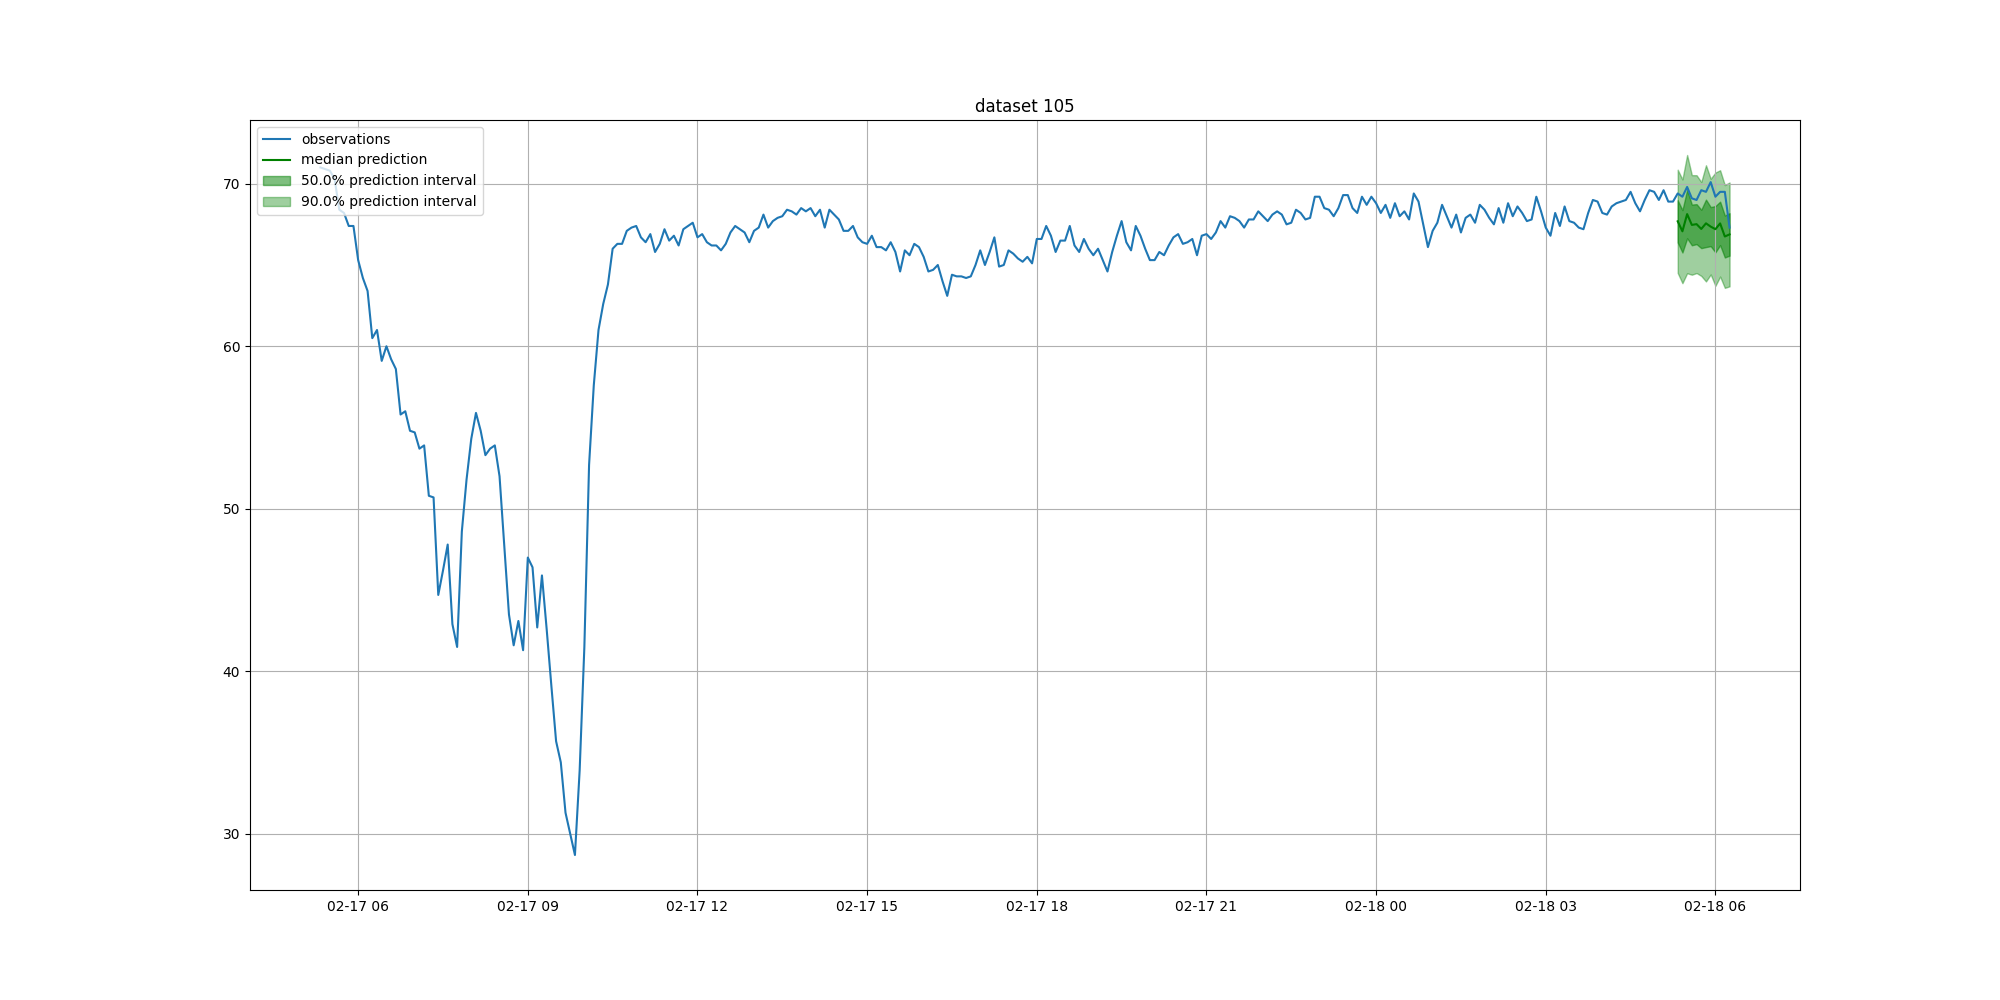 dataset 105
observations
median prediction
50.0% prediction interval
90.0% prediction interval
70
60
50
40
30
02-17 06
02-17 09
02-17 12
02-17 15
02-17 18
02-17 21
02-18 00
02-18 03
02-18 06